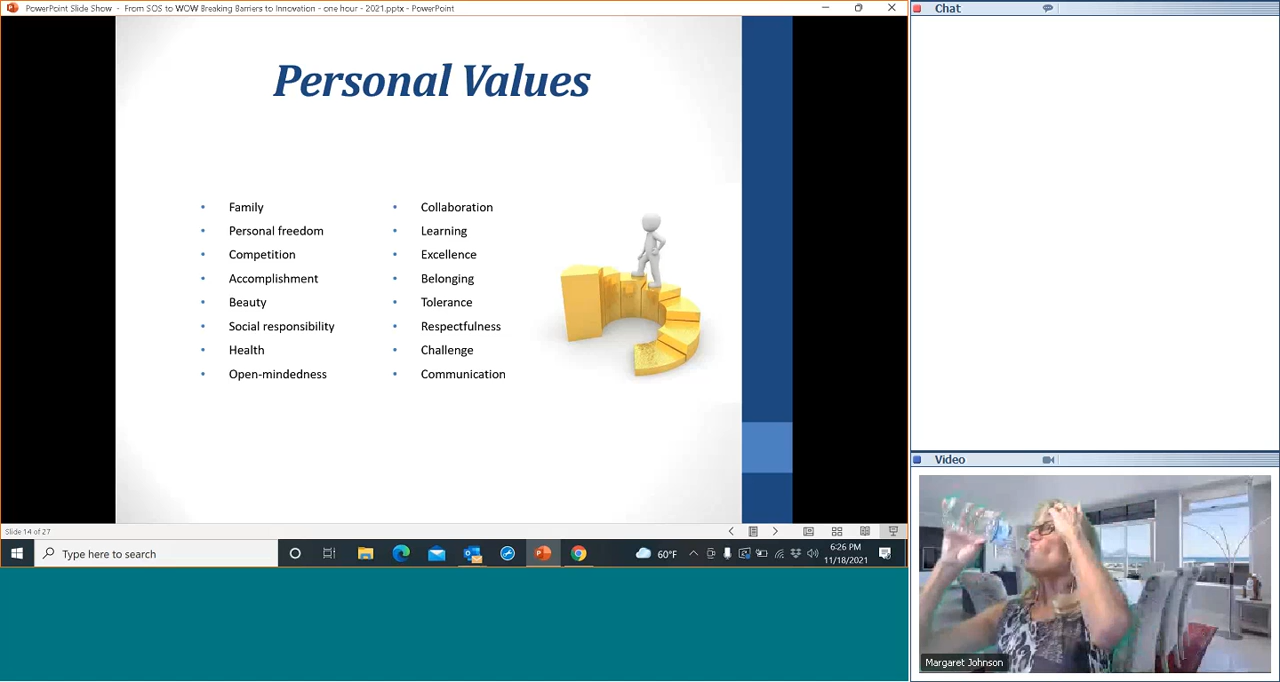 PowerPoint Slide Show - From SOS to WOW Breaking Barriers to Innovation - one hour - 2021.pptx - PowerPoint
Personal Values
• Family
• Personal freedom
• Competition
• Accomplishment
• Beauty
• Social responsibility
• Health
• Open-mindedness
• Collaboration
• Learning
• Excellence
• Belonging
• Tolerance
• Respectfulness
• Challenge
• Communication
Slide 14 of 27
Type here to search
60°F
6:26 PM
11/18/2021
Chat
Video
Margaret Johnson